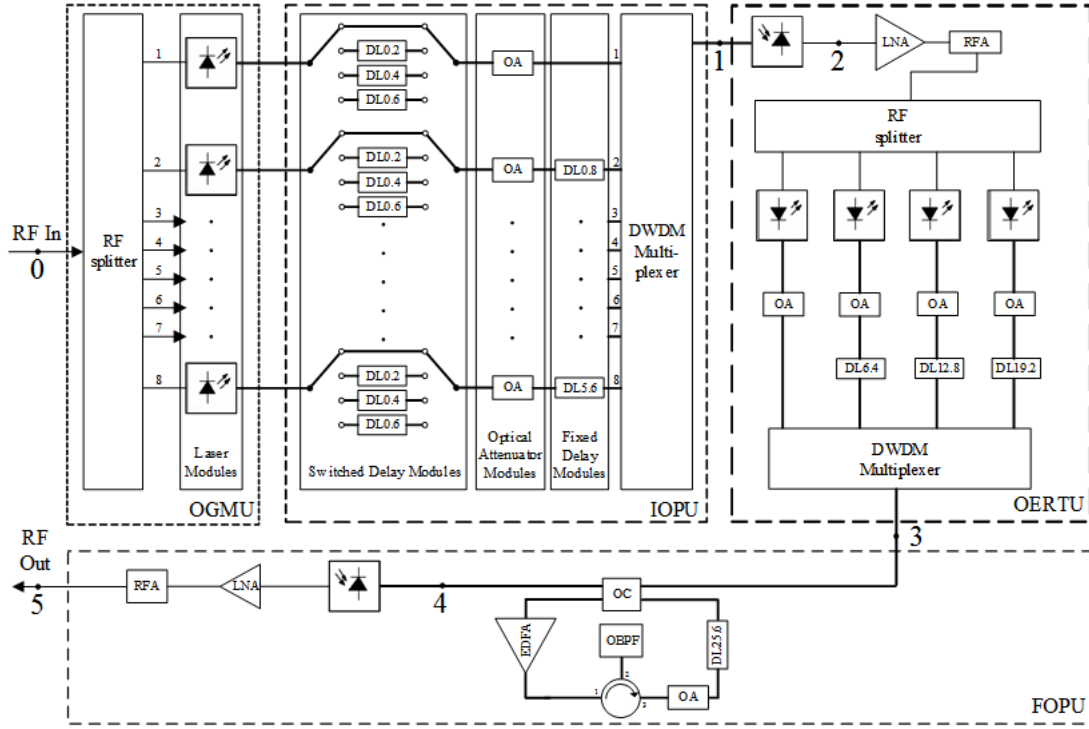 1
2
3
4
5
6
7
8
RF In
0
RF
splitter
Laser
Modules
OGMU
DL0.2
DL0.4
DL0.6
DL0.2
DL0.4
DL0.6
DL0.2
DL0.4
DL0.6
Switched Delay Modules
OA
OA
OA
Optical
Attenuator
Modules
DL0.8
DL5.6
Fixed
Delay
Modules
1
2
3
4
5
6
7
8
DWDM
Multi-
plexer
IOPU
1
2
LNA
RFA
RF
splitter
OA
OA
OA
OA
DL6.4
DL12.8
DL19.2
DWDM
Multiplexer
OERTU
3
RF
Out
5
RFA
LNA
4
OC
EDFA
OBPF
DL25.6
1
2
3
OA
FOPU